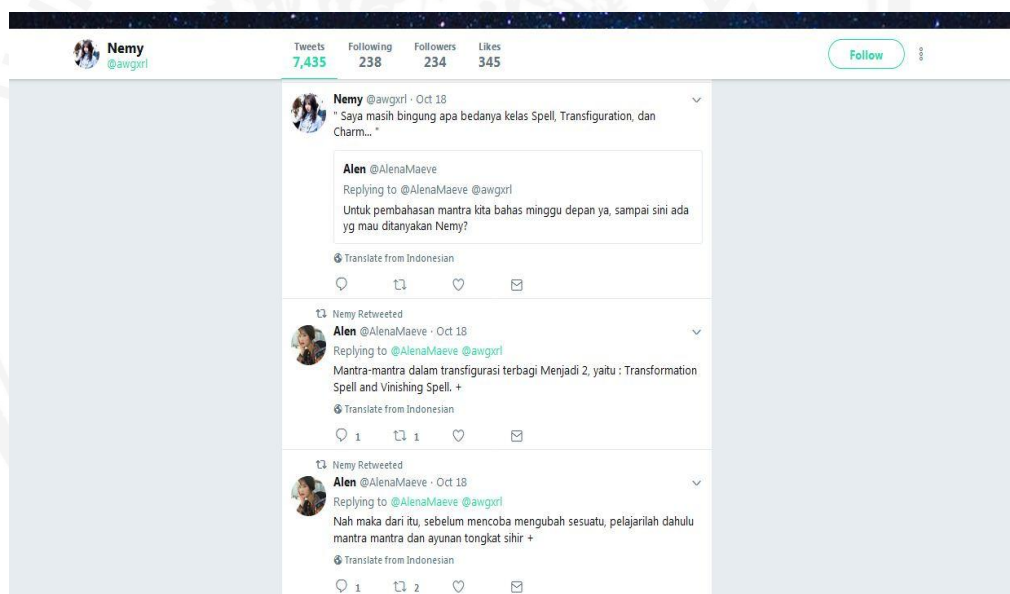 Nemy
@awgxrl
Tweets Following Followers Likes
7,435 238 234 345
Follow
Nemy @awgxrl · Oct 18
" Saya masih bingung apa bedanya kelas Spell, Transfiguration, dan
Charm... "
Alen @AlenaMaeve
Replying to @AlenaMaeve @awgxrl
Untuk pembahasan mantra kita bahas minggu depan ya, sampai sini ada
yg mau ditanyakan Nemy?
Translate from Indonesian
Nemy Retweeted
Alen @AlenaMaeve · Oct 18
Replying to @AlenaMaeve @awgxrl
Mantra-mantra dalam transfigurasi terbagi Menjadi 2, yaitu : Transformation
Spell and Vinishing Spell. +
Translate from Indonesian
1 1
Nemy Retweeted
Alen @AlenaMaeve · Oct 18
Replying to @AlenaMaeve @awgxrl
Nah maka dari itu, sebelum mencoba mengubah sesuatu, pelajarilah dahulu
mantra mantra dan ayunan tongkat sihir +
Translate from Indonesian
1 2